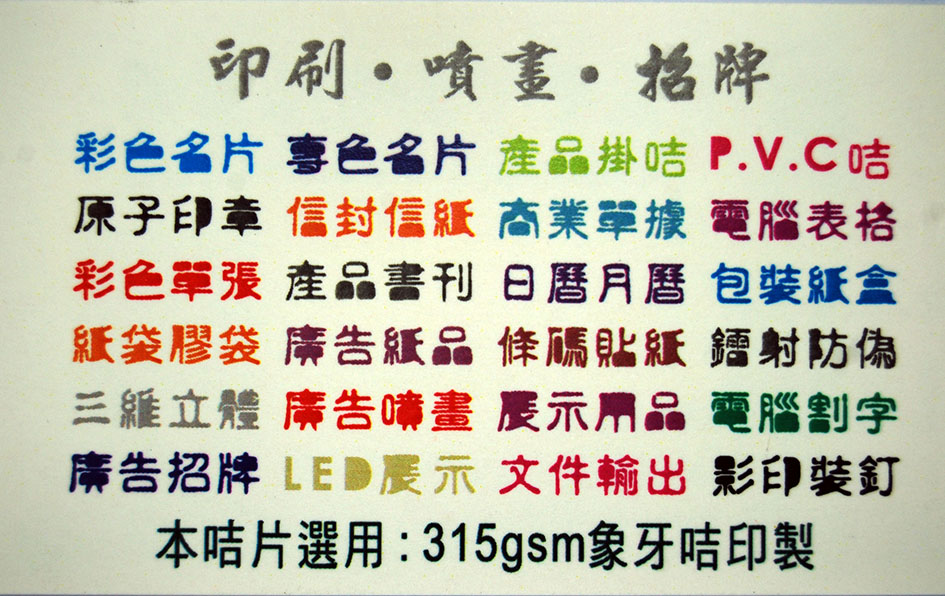 印刷•噴畫•招牌
彩色名片 專色名片 產品掛咭 P.V.C咭
原子印章 信封信紙 商業單據 電腦表格
彩色單張 產品書刊 日曆月曆 包裝紙盒
紙袋膠袋 廣告紙品 條碼貼紙 鐳射防偽
三維立體 廣告噴畫 展示用品 電腦割字
廣告招牌 LED展示 文件輸出 影印裝釘
本咭片選用:315gsm象牙咭印製